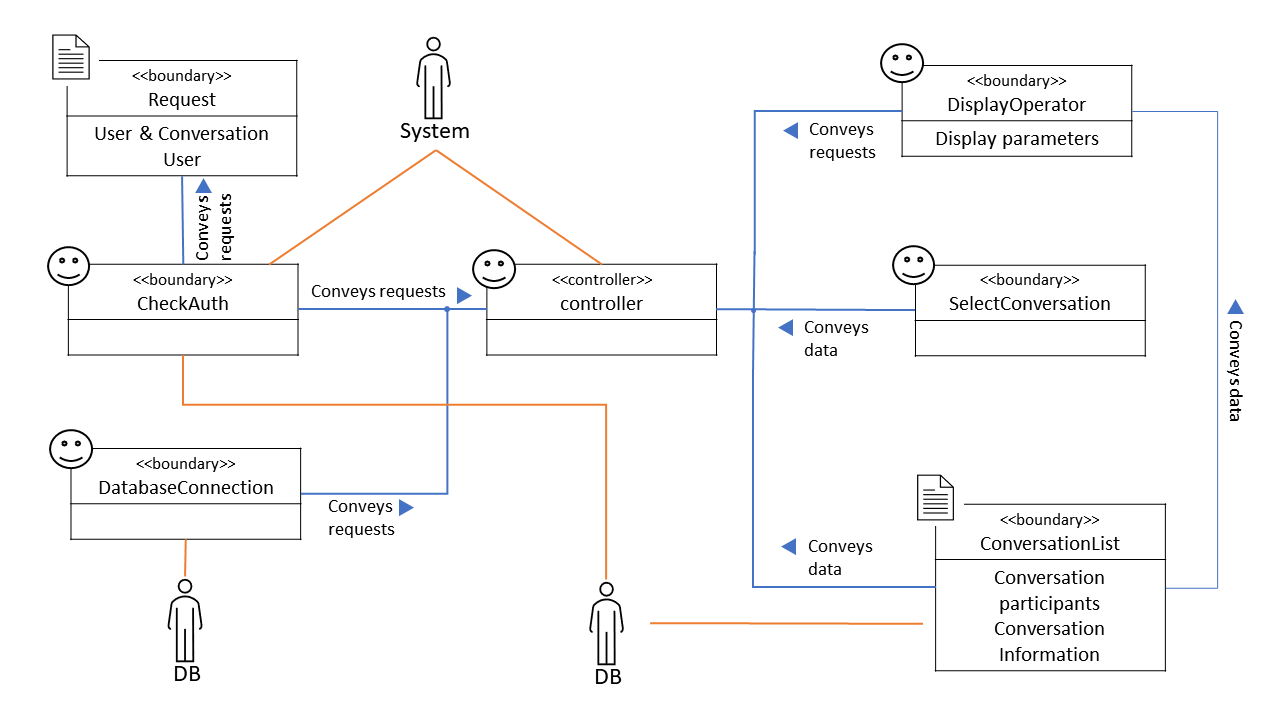 <<boundary>>
Request
User & Conversation
User
System
<<boundary>>
DisplayOperator
Display parameters
Conveys
requests
Conveys
requests
<<boundary>>
CheckAuth
Conveys requests
<<controller>>
controller
<<boundary>>
SelectConversation
Conveys
data
Conveys data
<<boundary>>
DatabaseConnection
Conveys
requests
<<boundary>>
ConversationList
Conversation
participants
Conversation
Information
Conveys
data
DB
DB